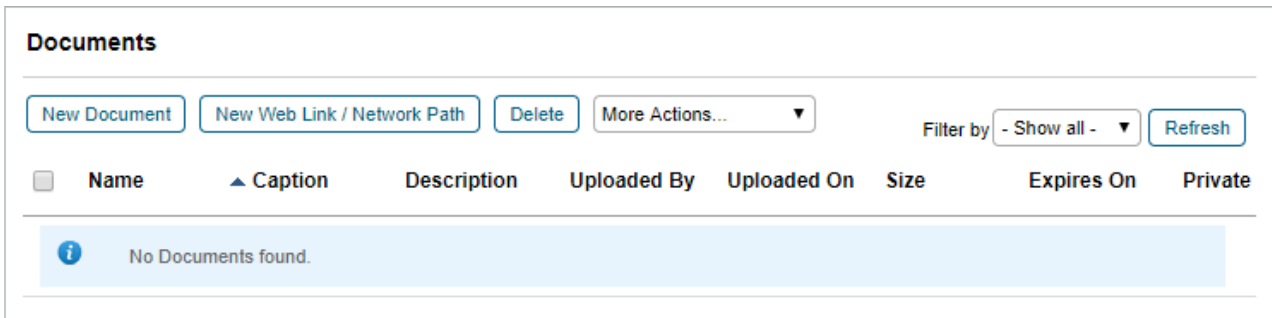 Documents
New Document New Web Link / Network Path Delete More Actions... Filter by - Show all - Refresh
Name Caption Description Uploaded By Uploaded On Size Expires On Private
No Documents found.